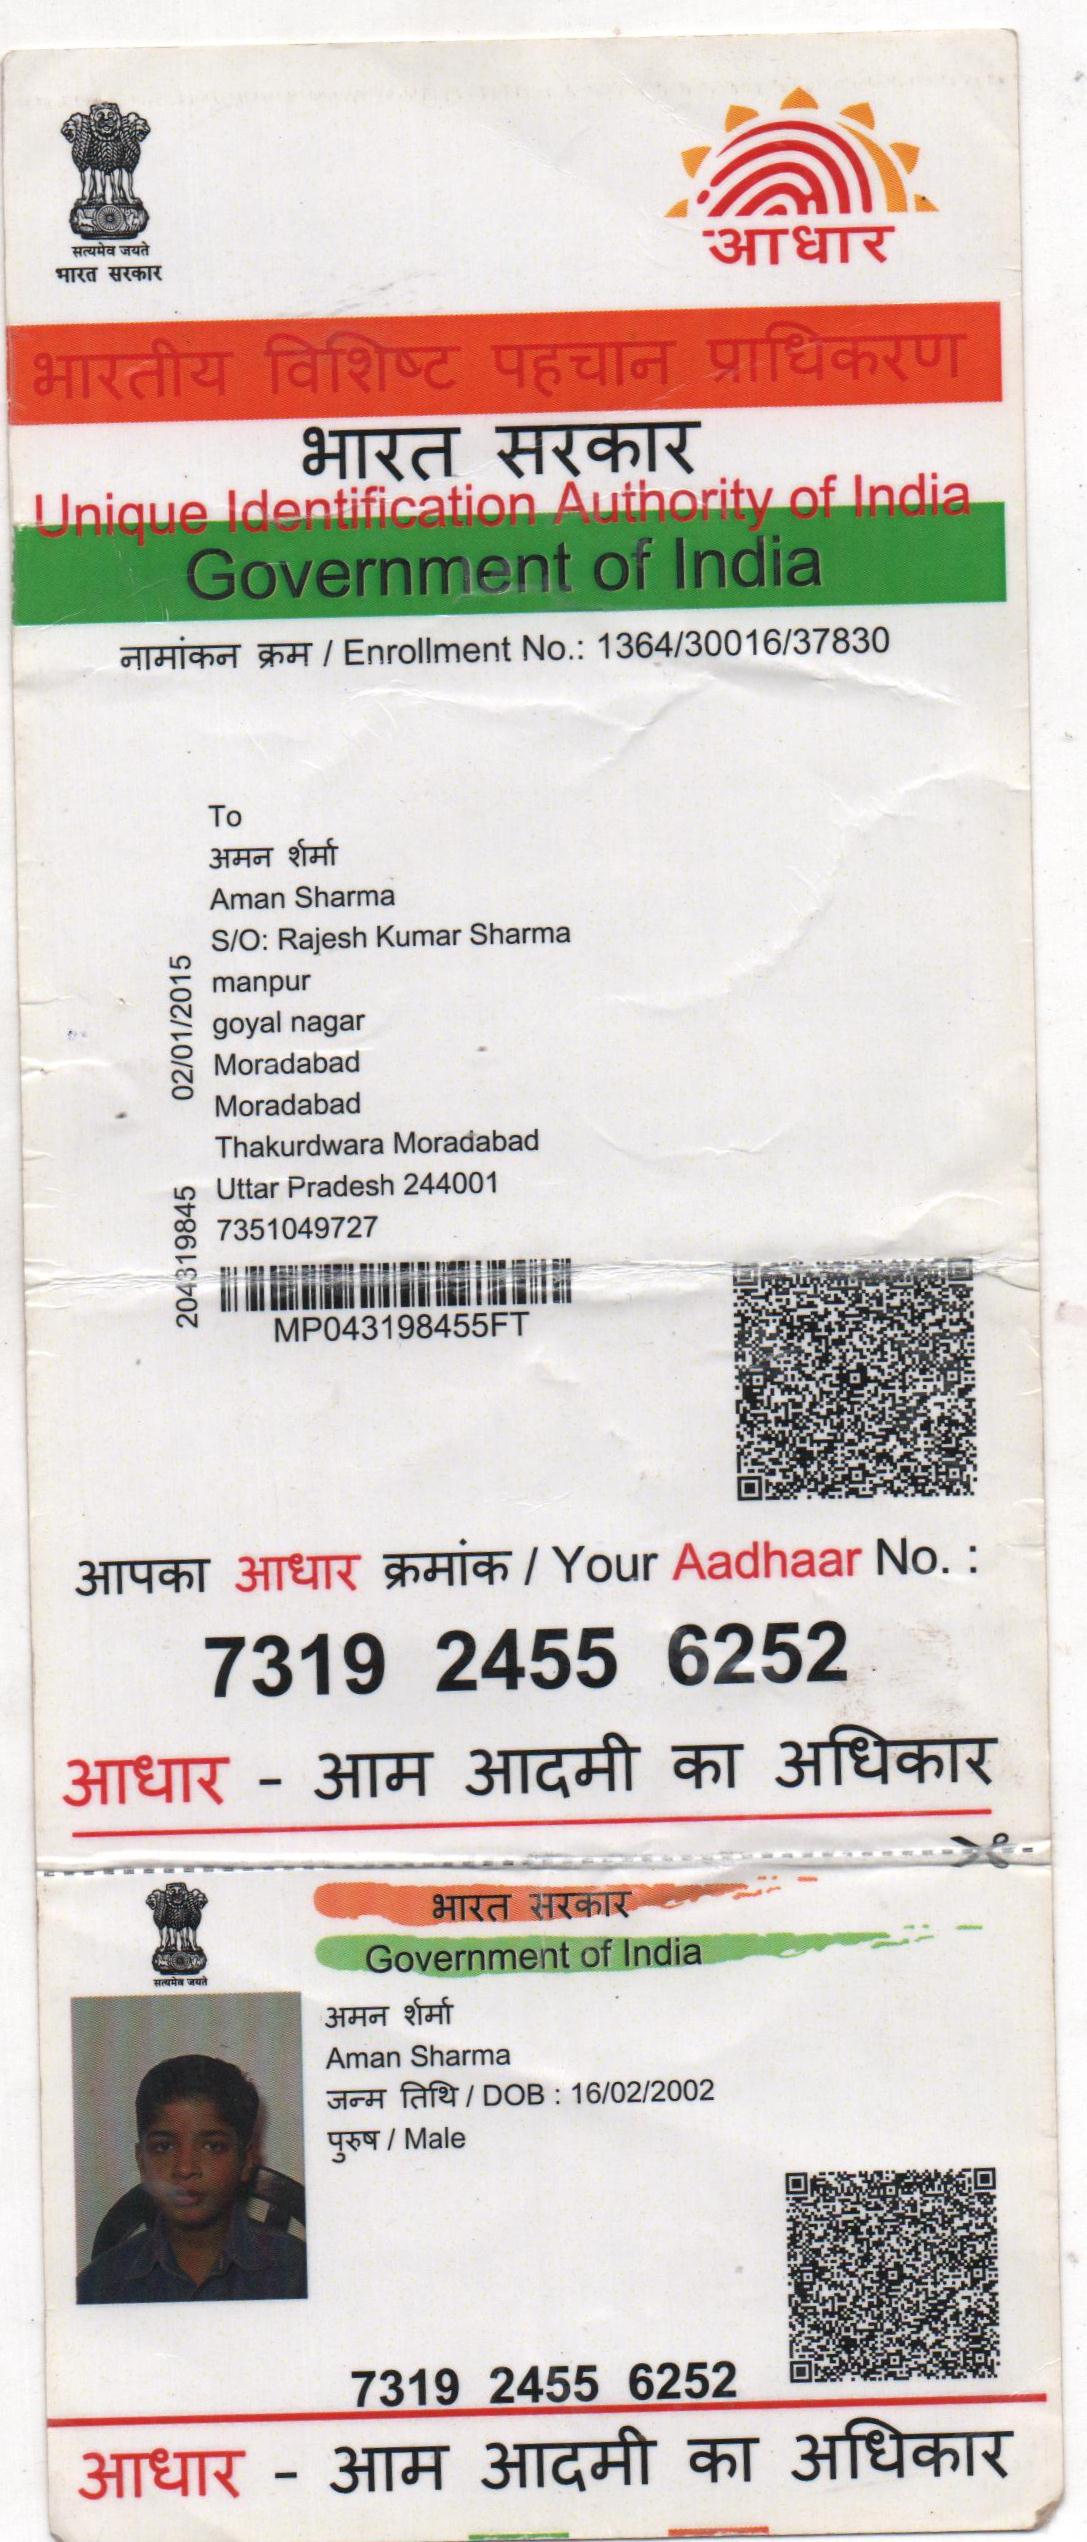 सत्यमेव जयते
भारत सरकार
आधार
भारतीय विशिष्ट पहचान प्राधिकरण
भारत सरकार
Unique Identification Authority of India
Government of India
नामांकन क्रम / Enrollment No.: 1364/30016/37830
To
अमन र्शमा
Aman Sharma
S/O: Rajesh Kumar Sharma
manpur
goyal nagar
Moradabad
Moradabad
Thakurdwara Moradabad
Uttar Pradesh 244001
7351049727
02/01/2015
204319845
MP043198455FT
आपका आधार क्रमांक / Your Aadhaar No. :
7319 2455 6252
आधार - आम आदमी का अधिकार
सत्यमेव जयते
भारत सरकार
Government of India
अमन र्शमा
Aman Sharma
जन्म तिथि / DOB : 16/02/2002
पुरुष / Male
7319 2455 6252
आधार - आम आदमी का अधिकार